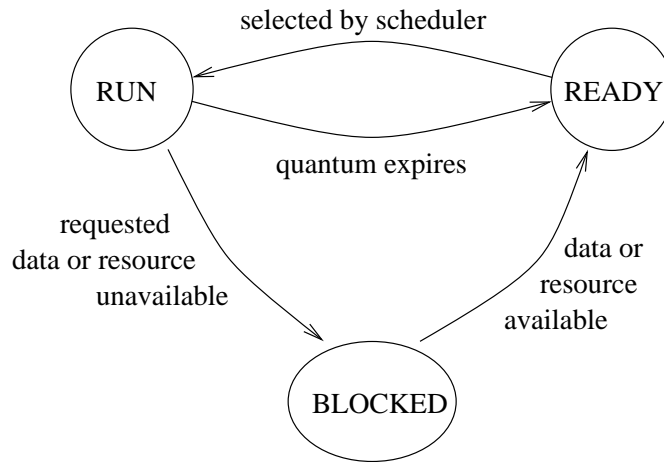 selected by scheduler
RUN
READY
quantum expires
requested
data or resource
unavailable
data or
resource
available
BLOCKED